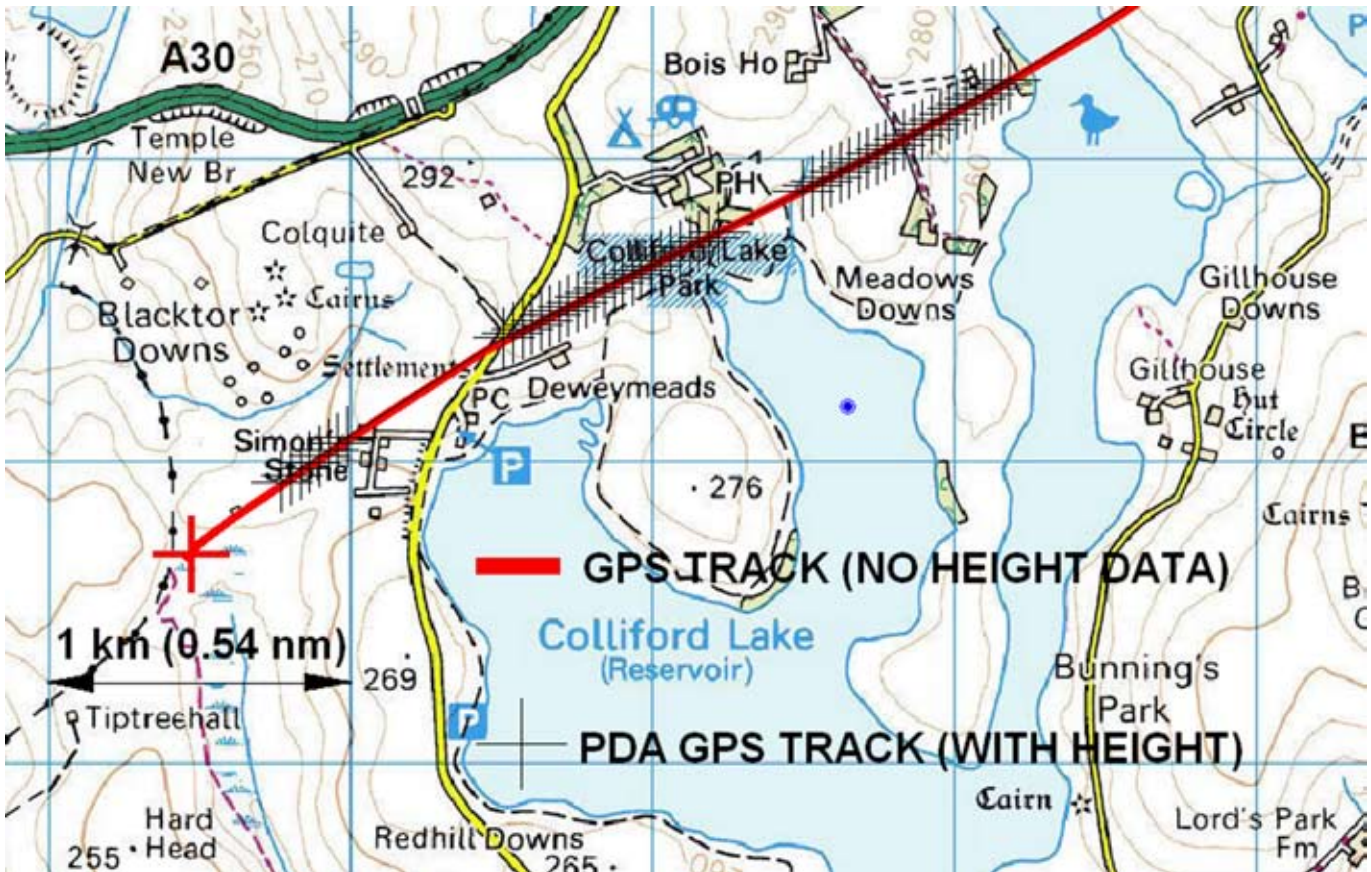 A30
Temple
New Br
250
270
290
290
280
Bois Ho
292
PH
Colquite
Cairns
Blacktor
Downs
Colliford Lake
Park
Meadows
Downs
260
Gillhouse
Downs
Settlement
Deweymeads
PC
Gillhouse
Hut
Circle
Simon's
Stone
P
276
Cairns
GPS TRACK (NO HEIGHT DATA)
1 km (0.54 nm)
Colliford Lake
(Reservoir)
269
Bunning's
Park
Tiptreehall
P
PDA GPS TRACK (WITH HEIGHT)
Cairn
Hard
Head
255
Redhill Downs
265
Lord's Park
Fm